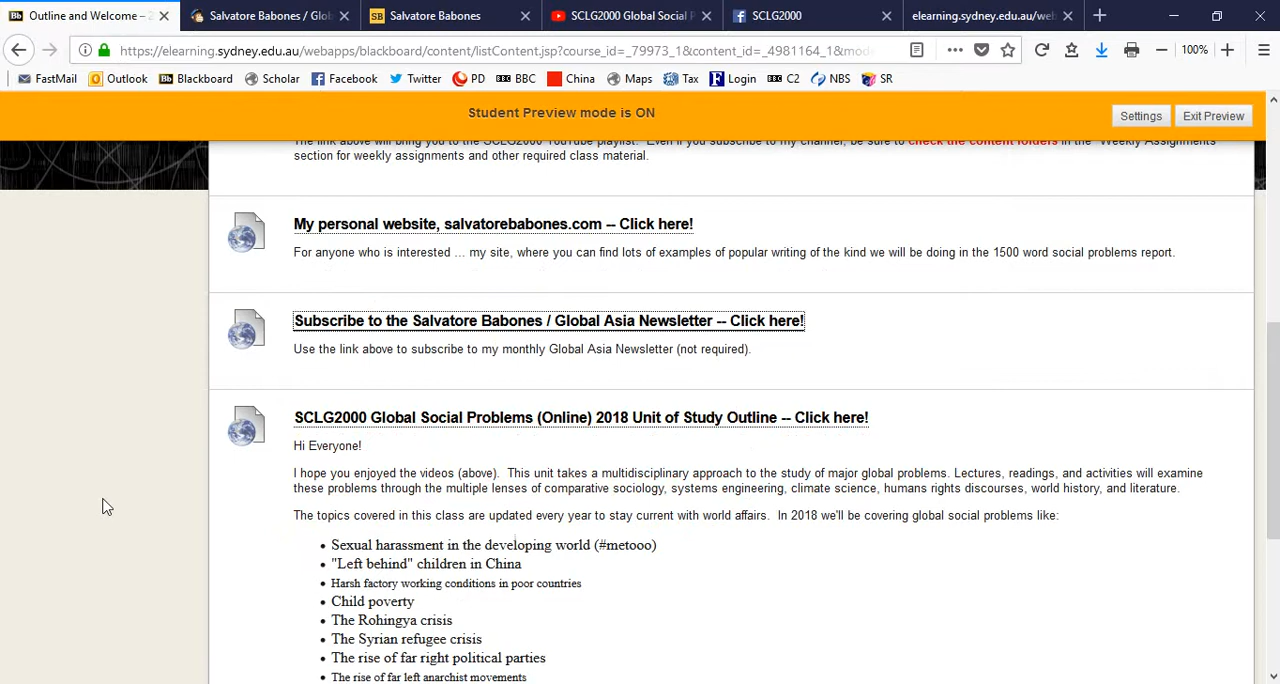 Outline and Welcome – 2
Salvatore Babones / Glob
Salvatore Babones
SCLG2000 Global Social P
SCLG2000
elearning.sydney.edu.au/web
https://elearning.sydney.edu.au/webapps/blackboard/content/listContent.jsp?course_id=_79973_1&content_id=_4981164_1&mod
100%
FastMail Outlook Blackboard Scholar Facebook Twitter PD BBC China Maps Tax Login C2 NBS SR
Student Preview mode is ON
Settings Exit Preview
The link above will bring you to the SCLG2000 YouTube playlist. Even if you subscribe to my channel, be sure to check the content folders in the "Weekly Assignments"
section for weekly assignments and other required class material.
My personal website, salvatorebabones.com -- Click here!
For anyone who is interested ... my site, where you can find lots of examples of popular writing of the kind we will be doing in the 1500 word social problems report.
Subscribe to the Salvatore Babones / Global Asia Newsletter -- Click here!
Use the link above to subscribe to my monthly Global Asia Newsletter (not required).
SCLG2000 Global Social Problems (Online) 2018 Unit of Study Outline -- Click here!
Hi Everyone!
I hope you enjoyed the videos (above). This unit takes a multidisciplinary approach to the study of major global problems. Lectures, readings, and activities will examine
these problems through the multiple lenses of comparative sociology, systems engineering, climate science, humans rights discourses, world history, and literature.
The topics covered in this class are updated every year to stay current with world affairs. In 2018 we'll be covering global social problems like:
• Sexual harassment in the developing world (#metooo)
• "Left behind" children in China
• Harsh factory working conditions in poor countries
• Child poverty
• The Rohingya crisis
• The Syrian refugee crisis
• The rise of far right political parties
• The rise of far left anarchist movements